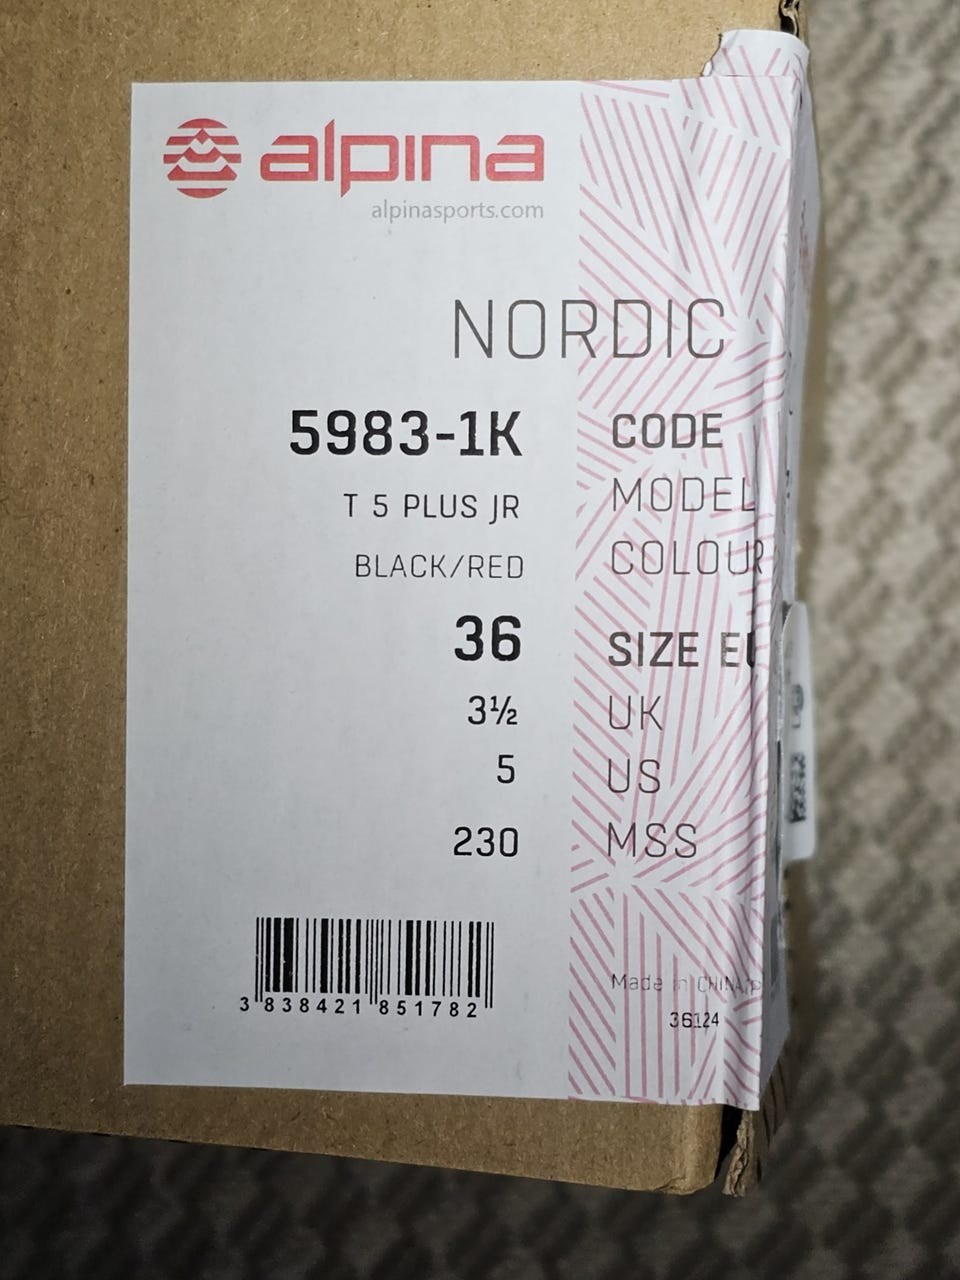 alpina
alpinasports.com
NORDIC
5983-1K CODE
T 5 PLUS JR MODEL
BLACK/RED COLOUR
36 SIZE EU
3½ UK
5 US
230 MSS
3 838421 851782
Made in CHINA
36124